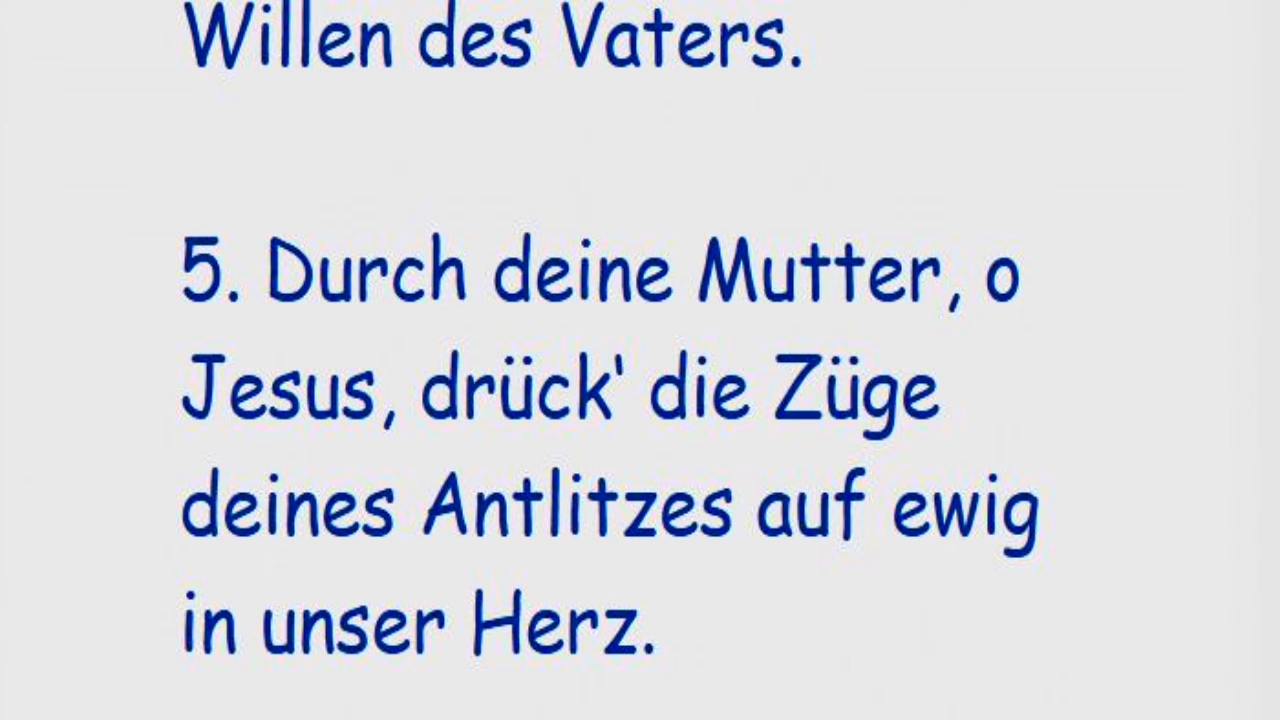 Willen des Vaters.
5. Durch deine Mutter, o
Jesus, drück' die Züge
deines Antlitzes auf ewig
in unser Herz.